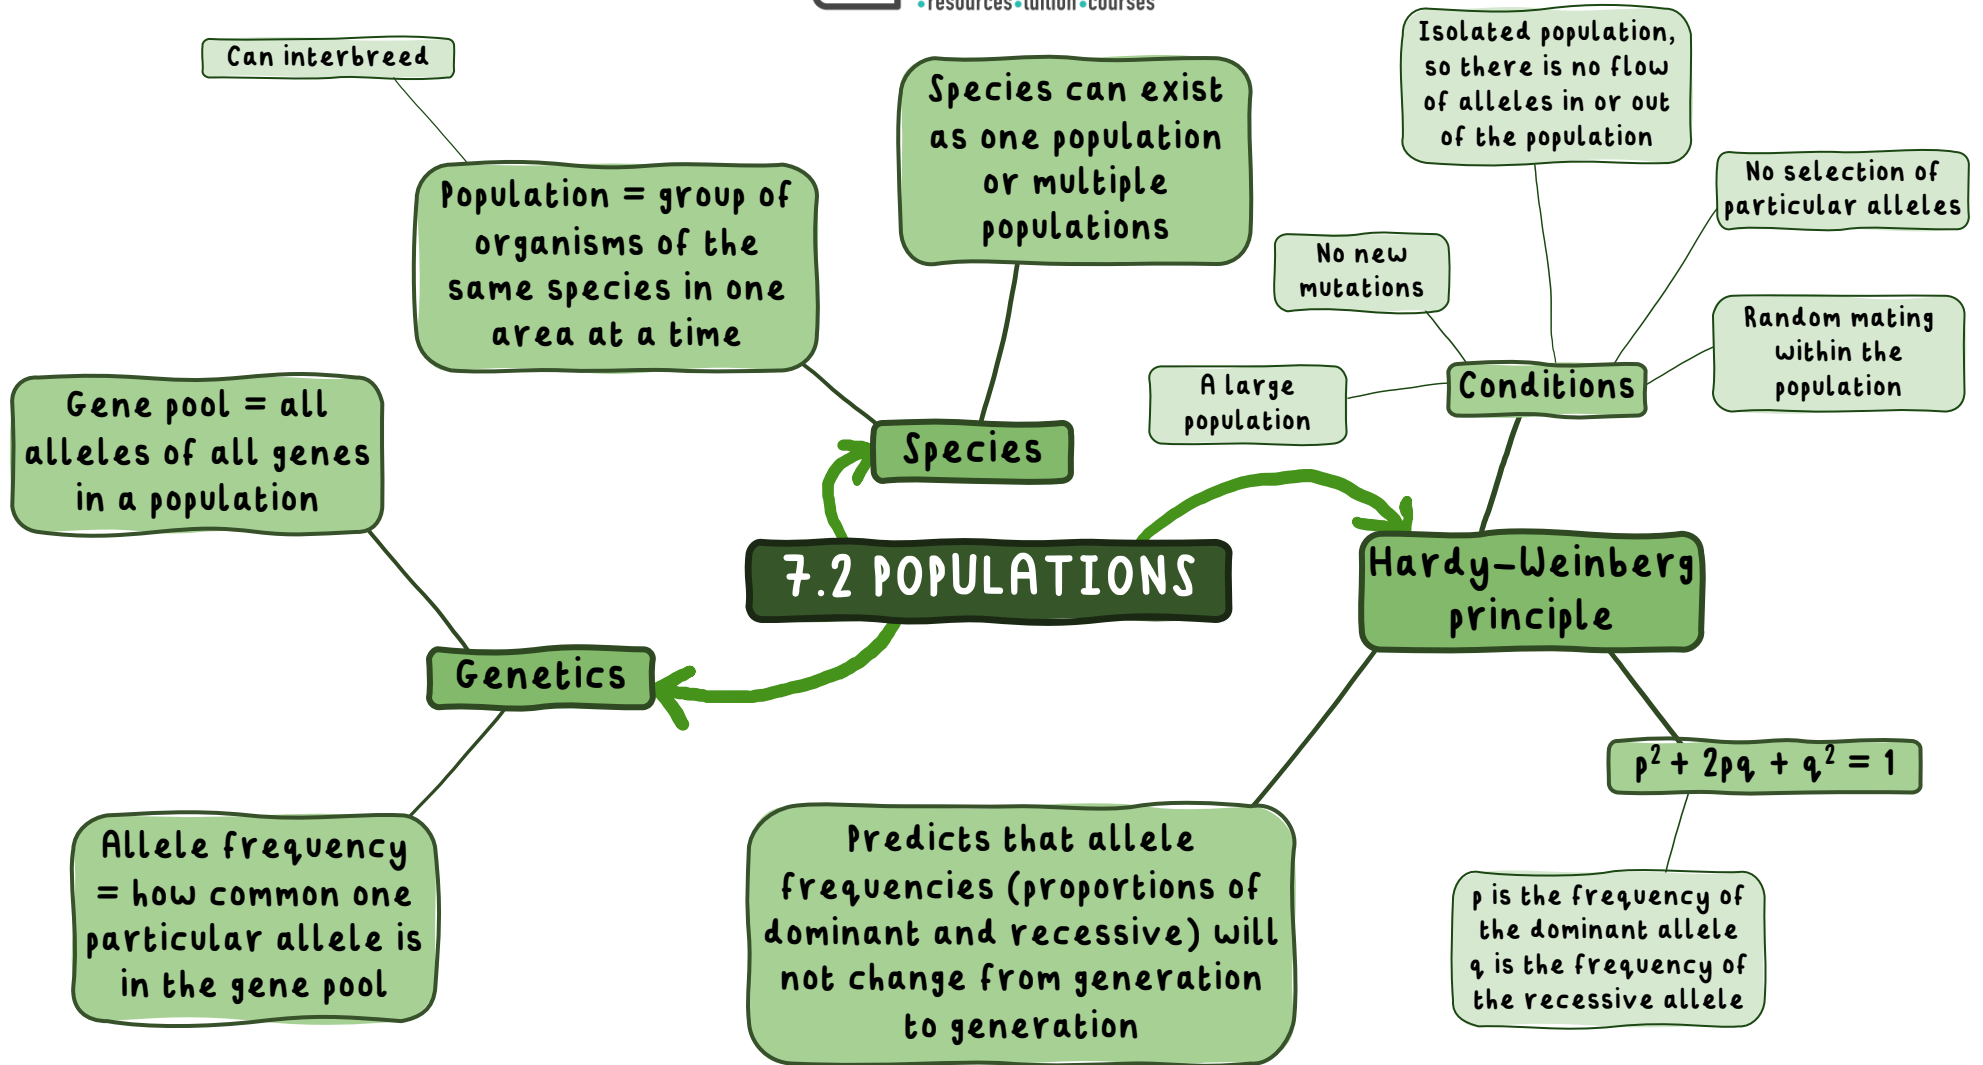 •resources•tuition•courses
Can interbreed
Population = group of
organisms of the
same species in one
area at a time
Species can exist
as one population
or multiple
populations
Species
Isolated population,
so there is no flow
of alleles in or out
of the population
No selection of
particular alleles
No new
mutations
Random mating
within the
population
A large
population
Conditions
Gene pool = all
alleles of all genes
in a population
7.2 POPULATIONS
Hardy-Weinberg
principle
Genetics
Allele frequency
= how common one
particular allele is
in the gene pool
Predicts that allele
frequencies (proportions of
dominant and recessive) will
not change from generation
to generation
p² + 2pq + q² = 1
p is the frequency of
the dominant allele
q is the frequency of
the recessive allele